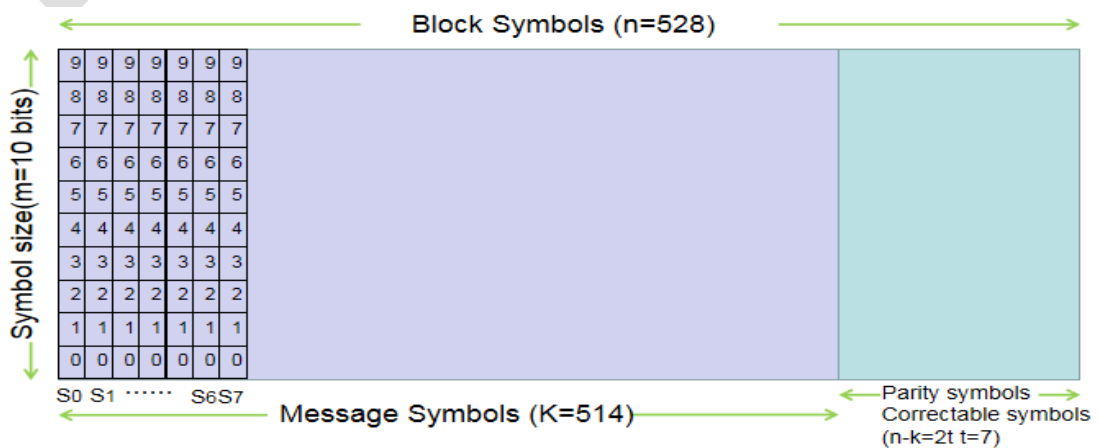 Block Symbols (n=528)
Symbol size(m=10 bits)
9 9 9 9 9 9 9
8 8 8 8 8 8 8
7 7 7 7 7 7 7
6 6 6 6 6 6 6
5 5 5 5 5 5 5
4 4 4 4 4 4 4
3 3 3 3 3 3 3
2 2 2 2 2 2 2
1 1 1 1 1 1 1
0 0 0 0 0 0 0
S0 S1 ······ S6 S7
Message Symbols (K=514)
Parity symbols
Correctable symbols
(n-k=2t t=7)